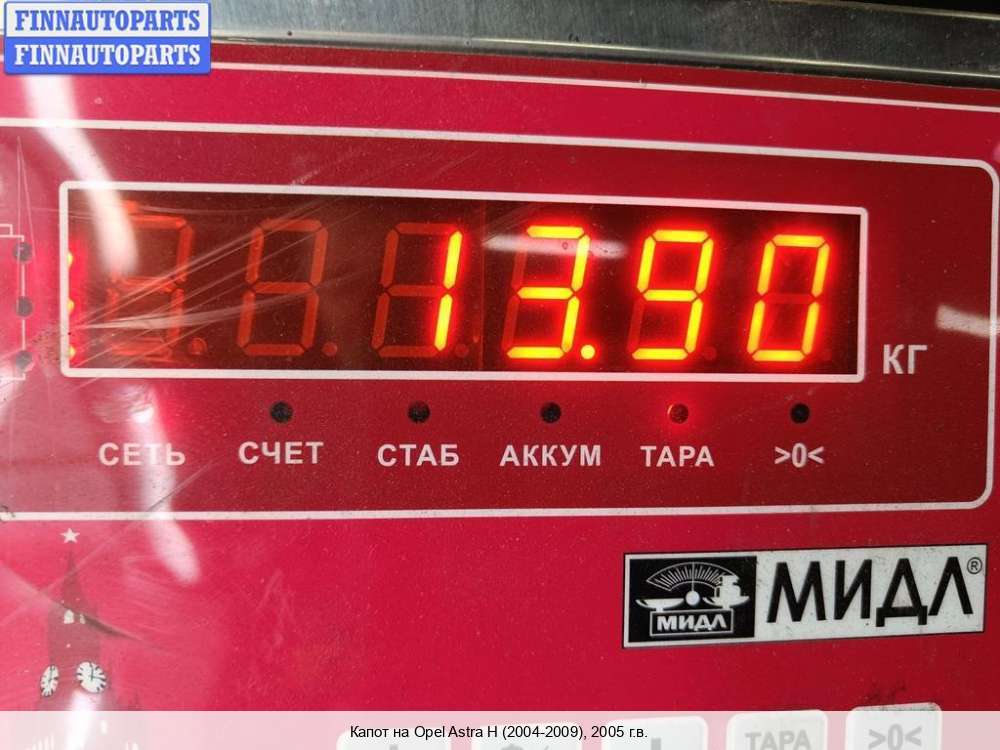 FINNAUTOPARTS
FINNAUTOPARTS
13.90
КГ
СЕТЬ СЧЕТ СТАБ АККУМ ТАРА >0<
МИДЛ®
МИДЛ
ТАРА >0<
Капот на Opel Astra H (2004-2009), 2005 г.в.